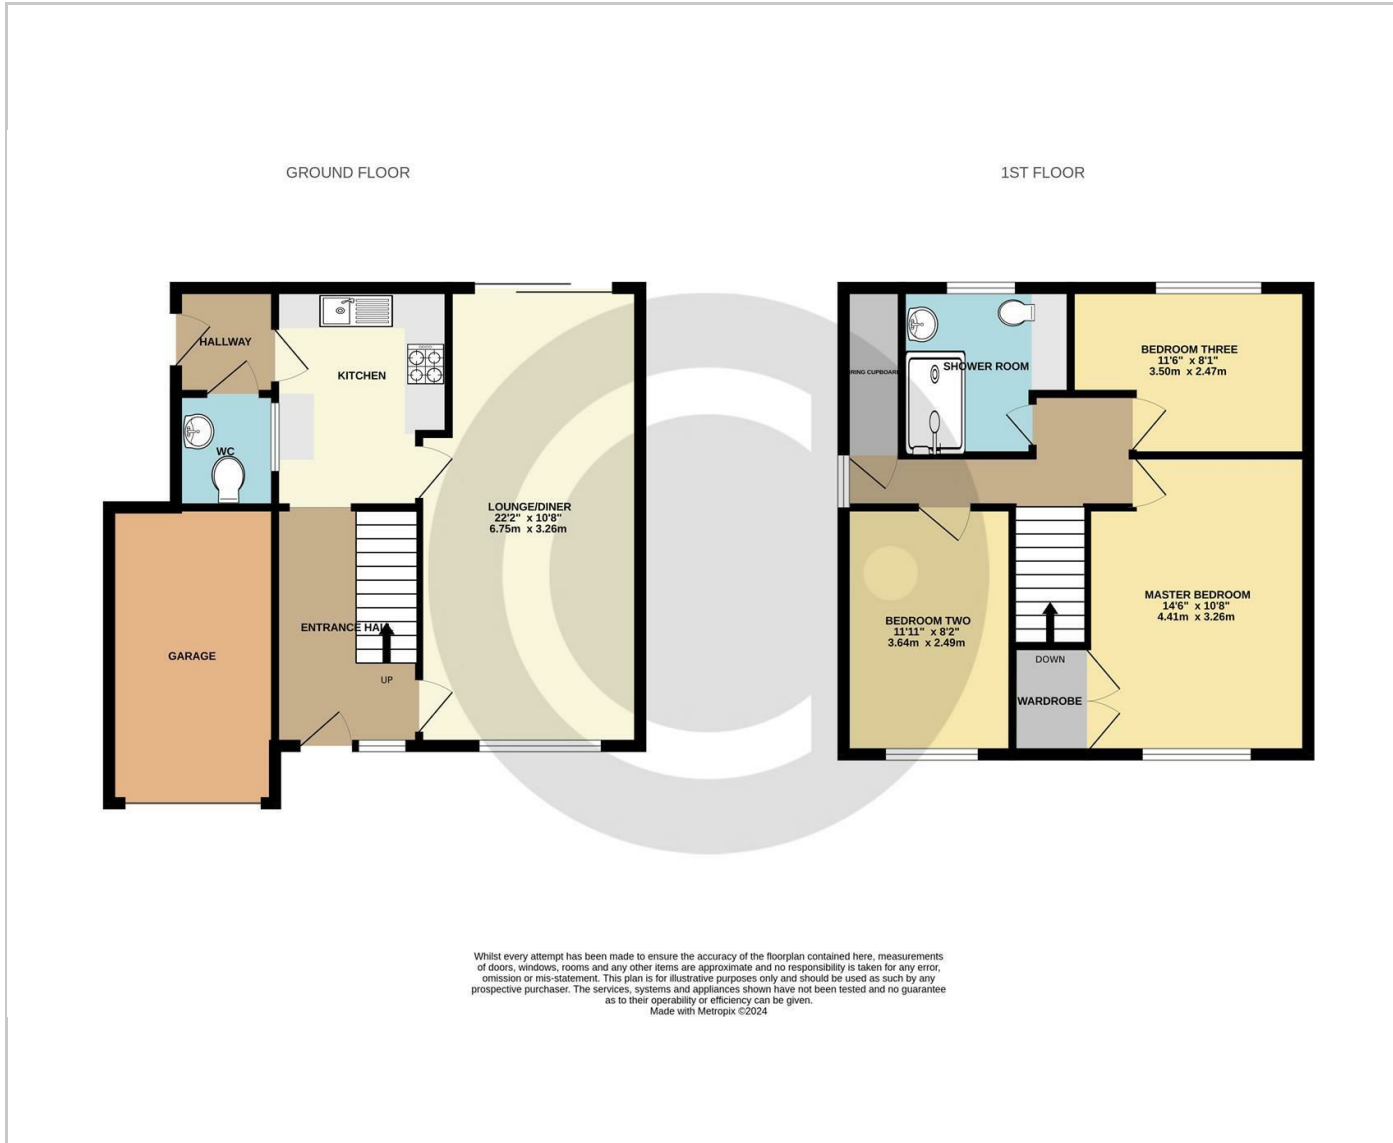 GROUND FLOOR
1ST FLOOR
HALLWAY
KITCHEN
WC
LOUNGE/DINER
22'2" x 10'8"
6.75m x 3.26m
ENTRANCE HALL
UP
GARAGE
RING CUPBOARD
SHOWER ROOM
BEDROOM THREE
11'6" x 8'1"
3.50m x 2.47m
MASTER BEDROOM
14'6" x 10'8"
4.41m x 3.26m
BEDROOM TWO
11'11" x 8'2"
3.64m x 2.49m
DOWN
WARDROBE
Whilst every attempt has been made to ensure the accuracy of the floorplan contained here, measurements
of doors, windows, rooms and any other items are approximate and no responsibility is taken for any error,
omission or mis-statement. This plan is for illustrative purposes only and should be used as such by any
prospective purchaser. The services, systems and appliances shown have not been tested and no guarantee
as to their operability or efficiency can be given.
Made with Metropix ©2024